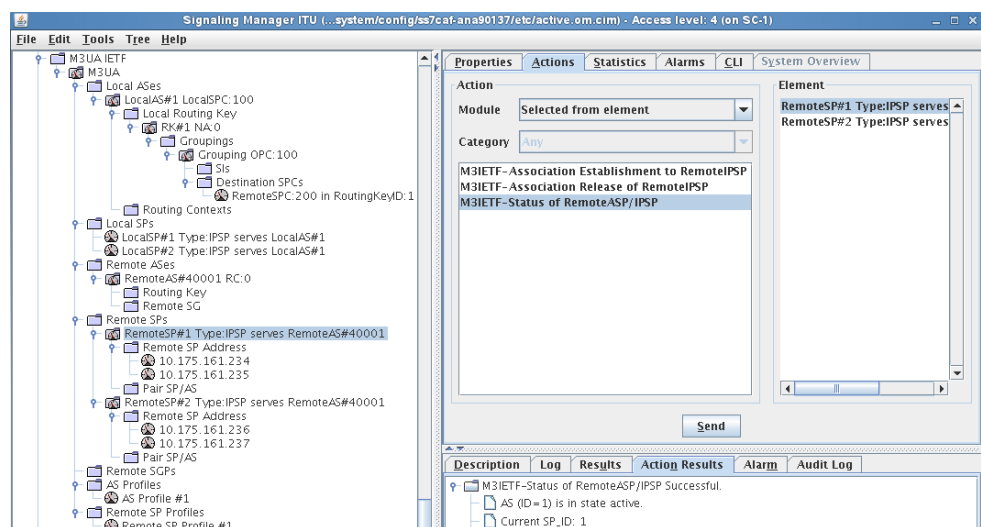 Signaling Manager ITU (...system/config/ss7caf-ana90137/etc/active.om.cim) - Access level: 4 (on SC-1)
File Edit Tools Tree Help
M3UA IETF
M3UA
Local ASes
LocalAS#1 LocalSPC:100
Local Routing Key
RK#1 NA:0
Groupings
Grouping OPC:100
SIs
Destination SPCs
RemoteSPC:200 in RoutingKeyID:1
Routing Contexts
Local SPs
LocalSP#1 Type:IPSP serves LocalAS#1
LocalSP#2 Type:IPSP serves LocalAS#1
Remote ASes
RemoteAS#40001 RC:0
Routing Key
Remote SG
Remote SPs
RemoteSP#1 Type:IPSP serves RemoteAS#40001
Remote SP Address
10.175.161.234
10.175.161.235
Pair SP/AS
RemoteSP#2 Type:IPSP serves RemoteAS#40001
Remote SP Address
10.175.161.236
10.175.161.237
Pair SP/AS
Remote SGPs
AS Profiles
AS Profile #1
Remote SP Profiles
Remote SP Profile #1
Properties Actions Statistics Alarms CLI System Overview
Action
Module Selected from element
Category Any
M3IETF-Association Establishment to RemoteIPSP
M3IETF-Association Release of RemoteIPSP
M3IETF-Status of RemoteASP/IPSP
Element
RemoteSP#1 Type:IPSP serves
RemoteSP#2 Type:IPSP serves
Send
Description Log Results Action Results Alarm Audit Log
M3IETF-Status of RemoteASP/IPSP Successful.
AS (ID=1) is in state active.
Current SP_ID: 1